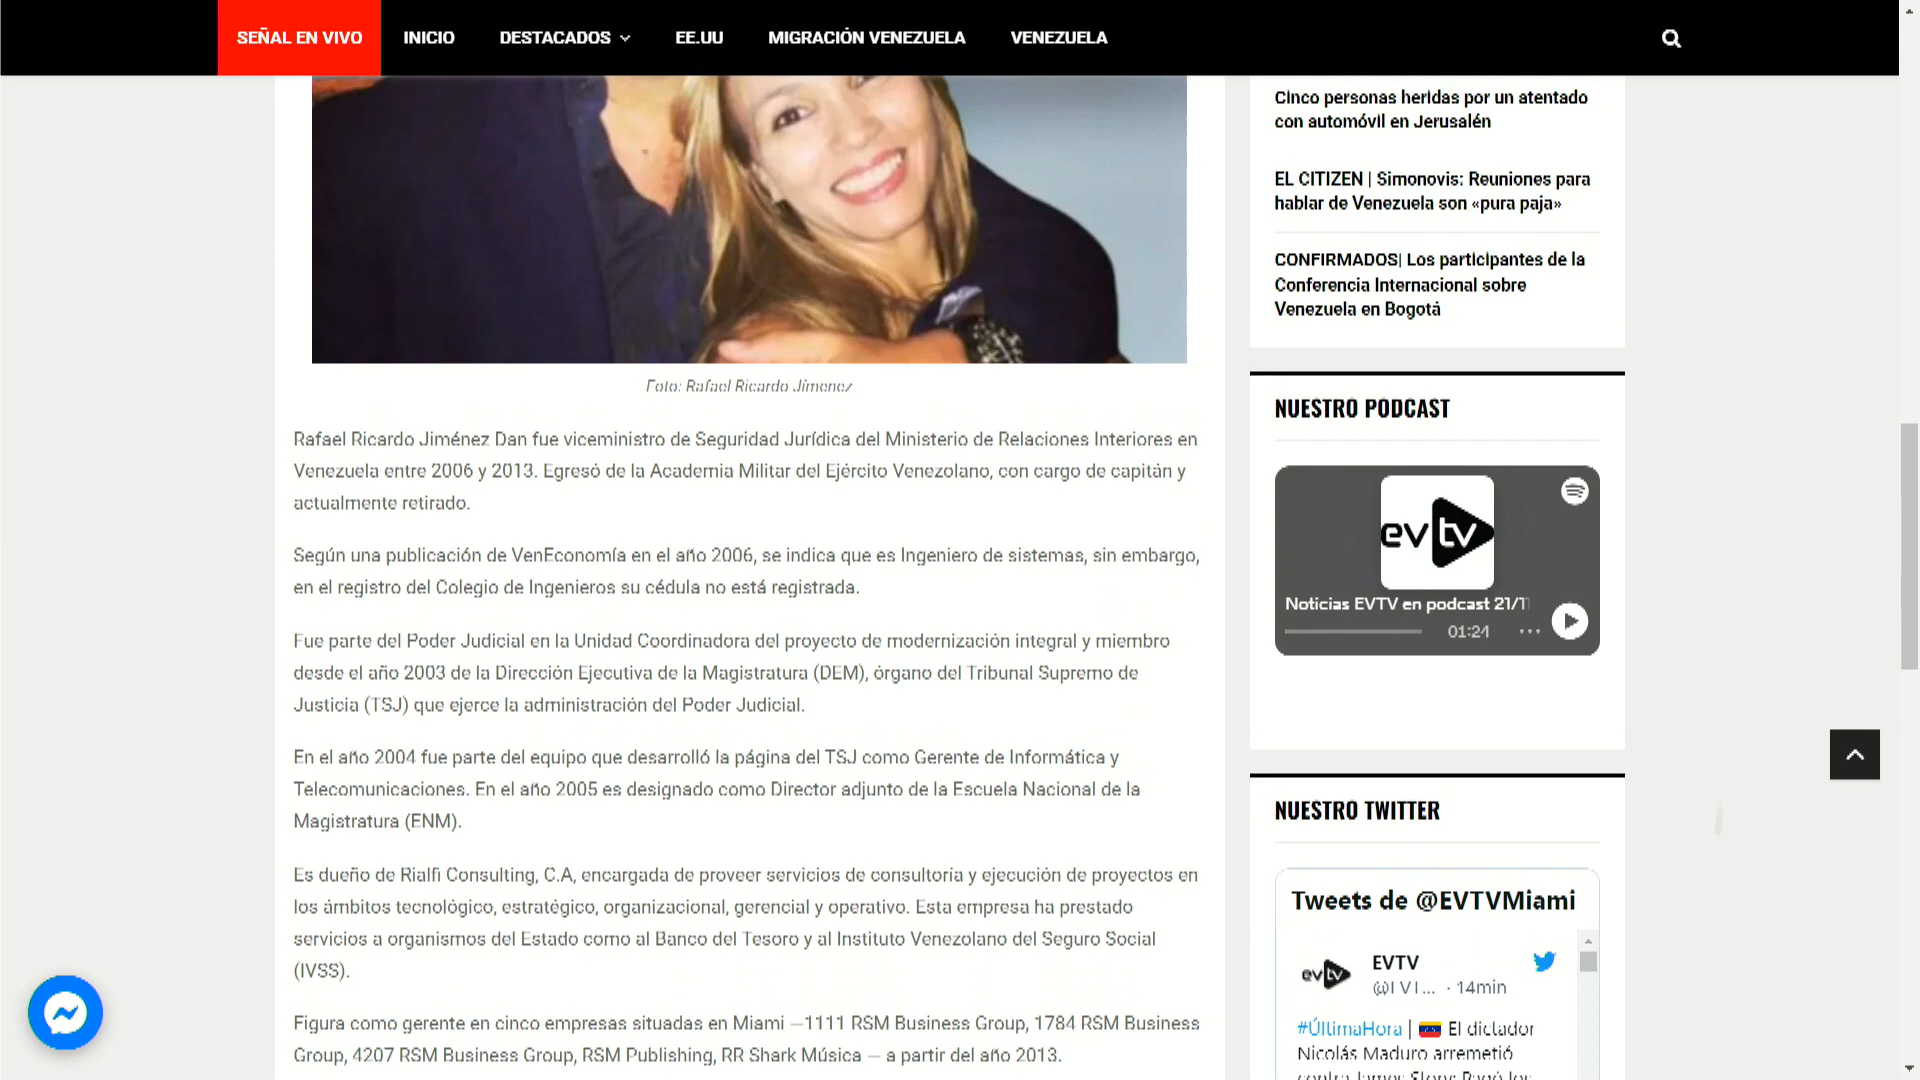 SEÑAL EN VIVO INICIO DESTACADOS EE.UU MIGRACIÓN VENEZUELA VENEZUELA
Foto: Rafael Ricardo Jímenez
Rafael Ricardo Jiménez Dan fue viceministro de Seguridad Jurídica del Ministerio de Relaciones Interiores en
Venezuela entre 2006 y 2013. Egresó de la Academia Militar del Ejército Venezolano, con cargo de capitán y
actualmente retirado.
Según una publicación de VenEconomía en el año 2006, se indica que es Ingeniero de sistemas, sin embargo,
en el registro del Colegio de Ingenieros su cédula no está registrada.
Fue parte del Poder Judicial en la Unidad Coordinadora del proyecto de modernización integral y miembro
desde el año 2003 de la Dirección Ejecutiva de la Magistratura (DEM), órgano del Tribunal Supremo de
Justicia (TSJ) que ejerce la administración del Poder Judicial.
En el año 2004 fue parte del equipo que desarrolló la página del TSJ como Gerente de Informática y
Telecomunicaciones. En el año 2005 es designado como Director adjunto de la Escuela Nacional de la
Magistratura (ENM).
Es dueño de Rialfi Consulting, C.A, encargada de proveer servicios de consultoría y ejecución de proyectos en
los ámbitos tecnológico, estratégico, organizacional, gerencial y operativo. Esta empresa ha prestado
servicios a organismos del Estado como al Banco del Tesoro y al Instituto Venezolano del Seguro Social
(IVSS).
Figura como gerente en cinco empresas situadas en Miami —1111 RSM Business Group, 1784 RSM Business
Group, 4207 RSM Business Group, RSM Publishing, RR Shark Música — a partir del año 2013.
Cinco personas heridas por un atentado
con automóvil en Jerusalén
EL CITIZEN | Simonovis: Reuniones para
hablar de Venezuela son «pura paja»
CONFIRMADOS| Los participantes de la
Conferencia Internacional sobre
Venezuela en Bogotá
NUESTRO PODCAST
evtv
Noticias EVTV en podcast 21/1
01:24
NUESTRO TWITTER
Tweets de @EVTVMiami
evtv
EVTV
· 14min
#ÚltimaHora | El dictador
Nicolás Maduro arremetió